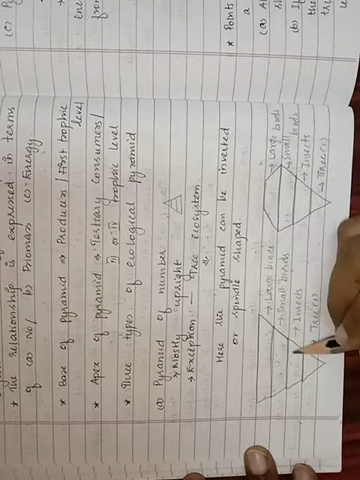 * The relationship is expressed in terms
of (a) No/ b) Biomass (c) Energy
* Base of pyramid → Producers/First trophic
level
* Apex of pyramid → Tertiary Consumers/
III or IV trophic level
* Three types of ecological pyramid
(a) Pyramid of number
→ Mostly upright
→ Exception — Tree ecosystem
Here the pyramid can be inverted
or spindle shaped
→ Large birds
→ Small birds
→ Insects
Tree(1)
→ Large birds
→ Small birds
→ Insects
→ Tree(1)
* Points
a
(a)
(b) I
the